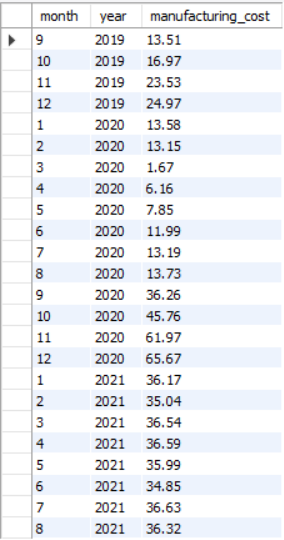 month year manufacturing_cost
9 2019 13.51
10 2019 16.97
11 2019 23.53
12 2019 24.97
1 2020 13.58
2 2020 13.15
3 2020 1.67
4 2020 6.16
5 2020 7.85
6 2020 11.99
7 2020 13.19
8 2020 13.73
9 2020 36.26
10 2020 45.76
11 2020 61.97
12 2020 65.67
1 2021 36.17
2 2021 35.04
3 2021 36.54
4 2021 36.59
5 2021 35.99
6 2021 34.85
7 2021 36.63
8 2021 36.32